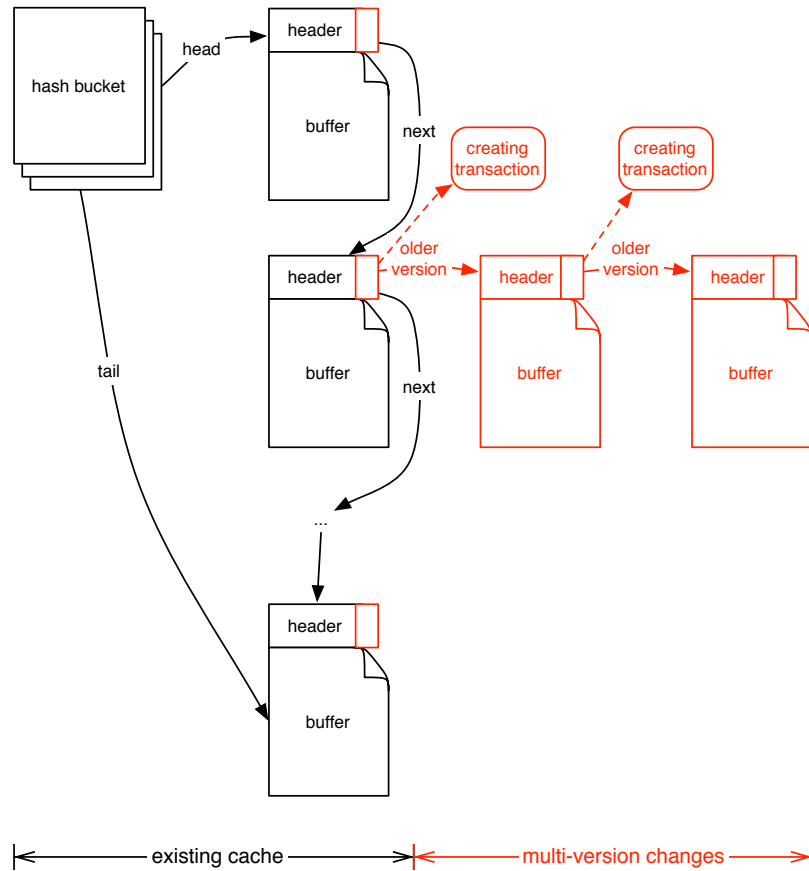 header
head
hash bucket
buffer
next
creating
transaction
creating
transaction
older
version
older
version
header
header
header
buffer
buffer
buffer
tail
next
...
header
buffer
existing cache
multi-version changes